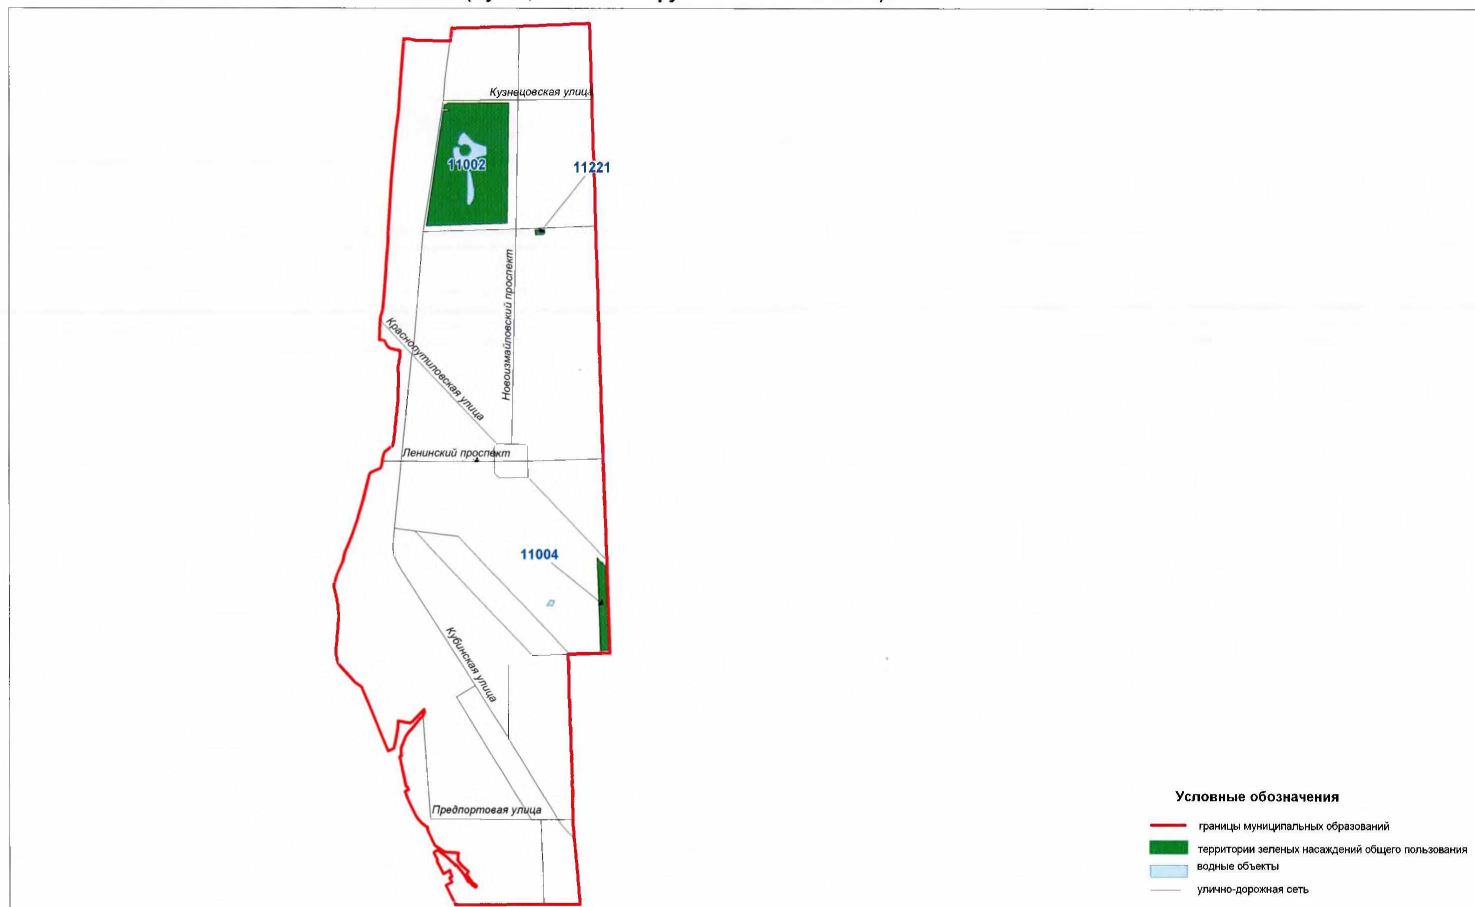 Кузнецовская улица
11002
11221
Новоизмайловский проспект
Краснопутиловская улица
Ленинский проспект
11004
Кубинская улица
Предпортовая улица
Условные обозначения
границы муниципальных образований
территории зеленых насаждений общего пользования
водные объекты
улично-дорожная сеть